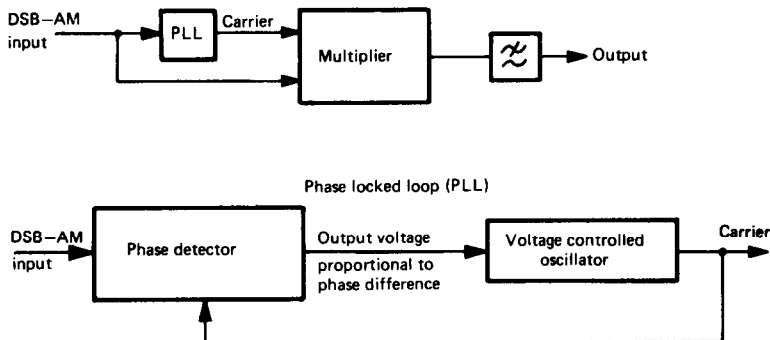 DSB–AM
input
PLL
Carrier
Multiplier
Output
Phase locked loop (PLL)
DSB–AM
input
Phase detector
Output voltage
proportional to
phase difference
Voltage controlled
oscillator
Carrier